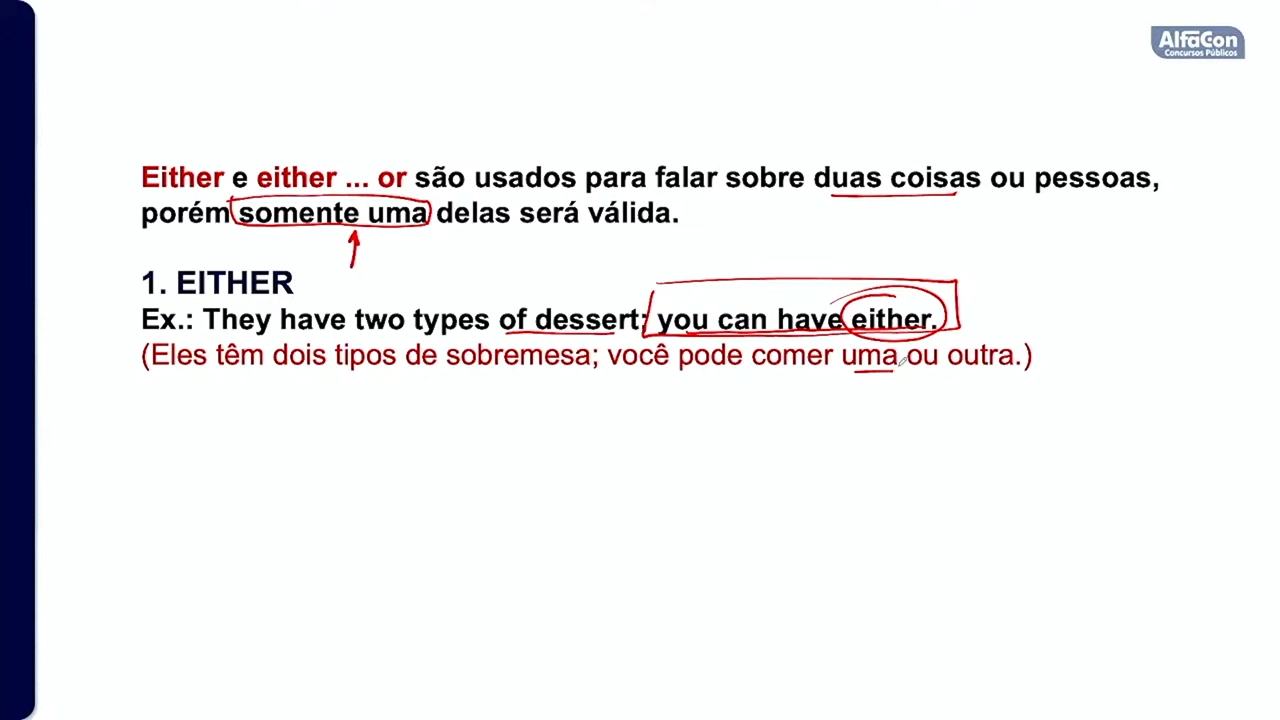 AlfaCon
Concursos Públicos
Either e either ... or são usados para falar sobre duas coisas ou pessoas,
porém somente uma delas será válida.
1. EITHER
Ex.: They have two types of dessert; you can have either.
(Eles têm dois tipos de sobremesa; você pode comer uma ou outra.)